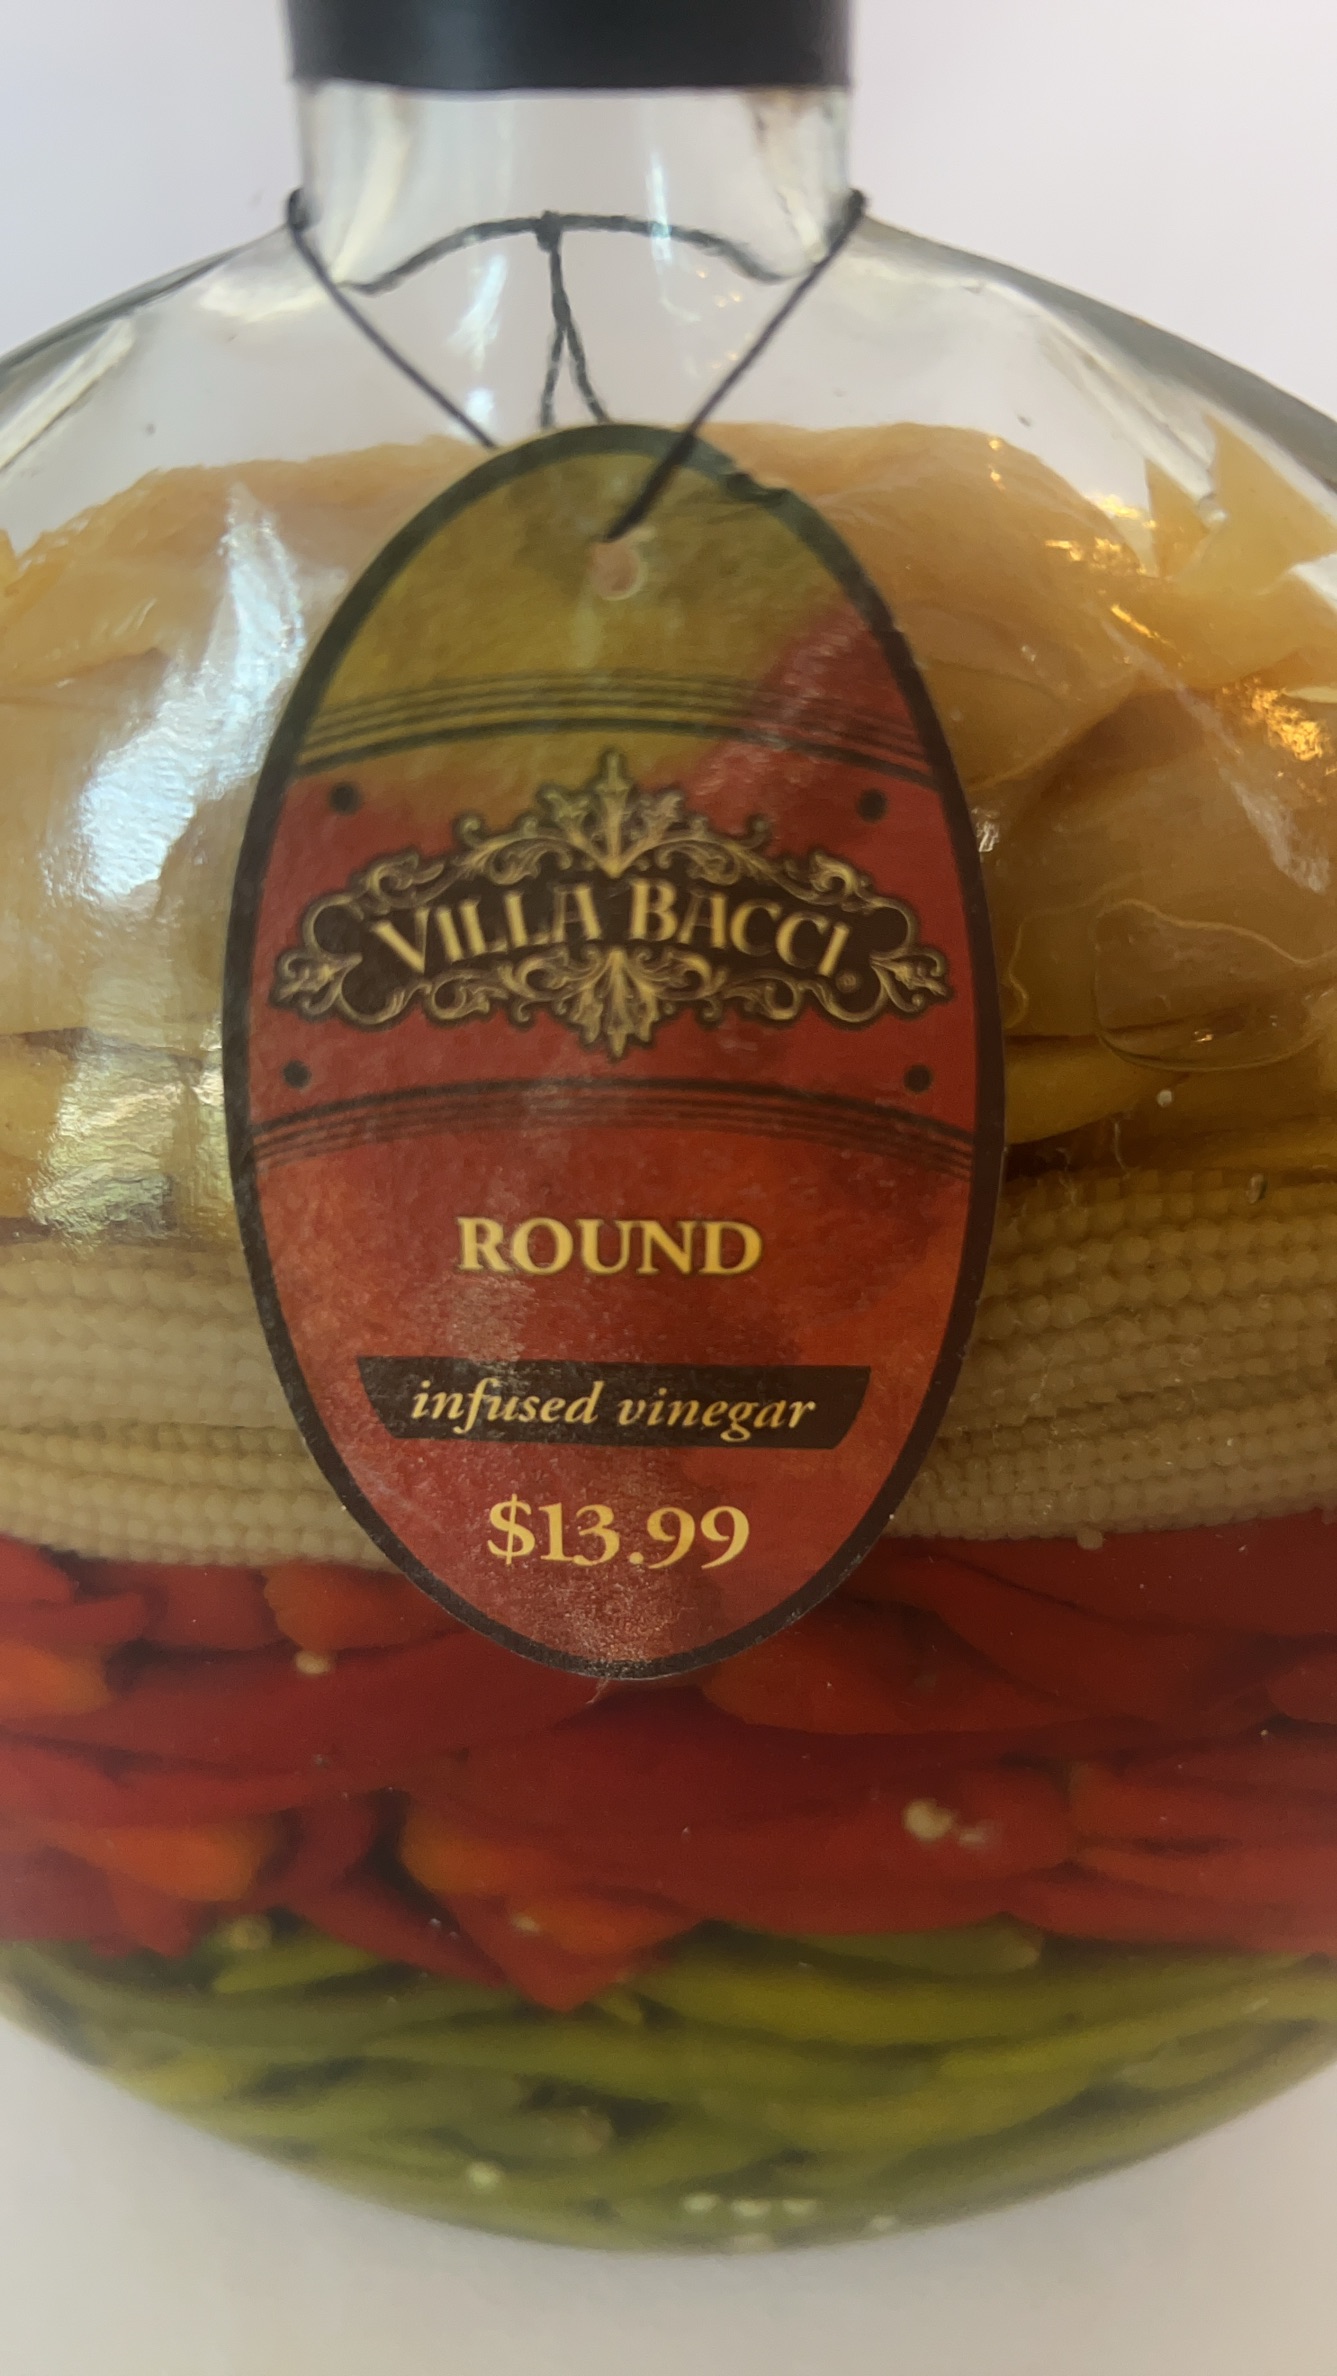 VILLA BACCI®
ROUND
infused vinegar
$13.99